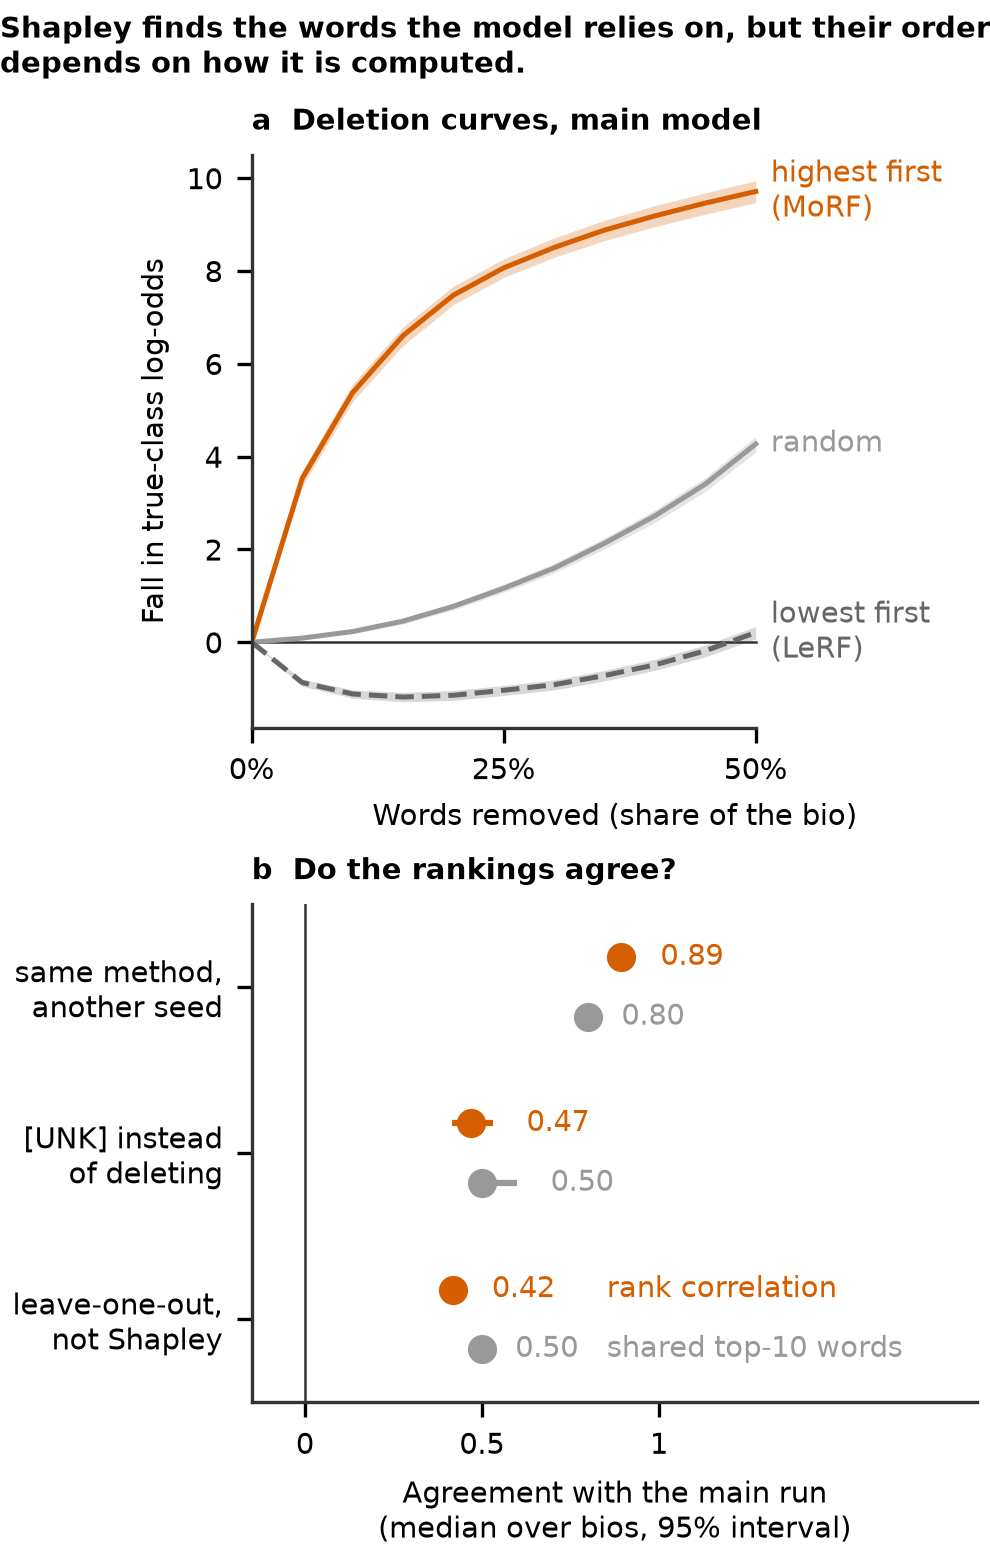 Shapley finds the words the model relies on, but their order
depends on how it is computed.
a Deletion curves, main model
10
8
6
4
2
0
Fall in true-class log-odds
highest first
(MoRF)
random
lowest first
(LeRF)
0%
25%
50%
Words removed (share of the bio)
b Do the rankings agree?
same method,
another seed
0.89
0.80
[UNK] instead
of deleting
0.47
0.50
leave-one-out,
not Shapley
0.42 rank correlation
0.50 shared top-10 words
0
0.5
1
Agreement with the main run
(median over bios, 95% interval)